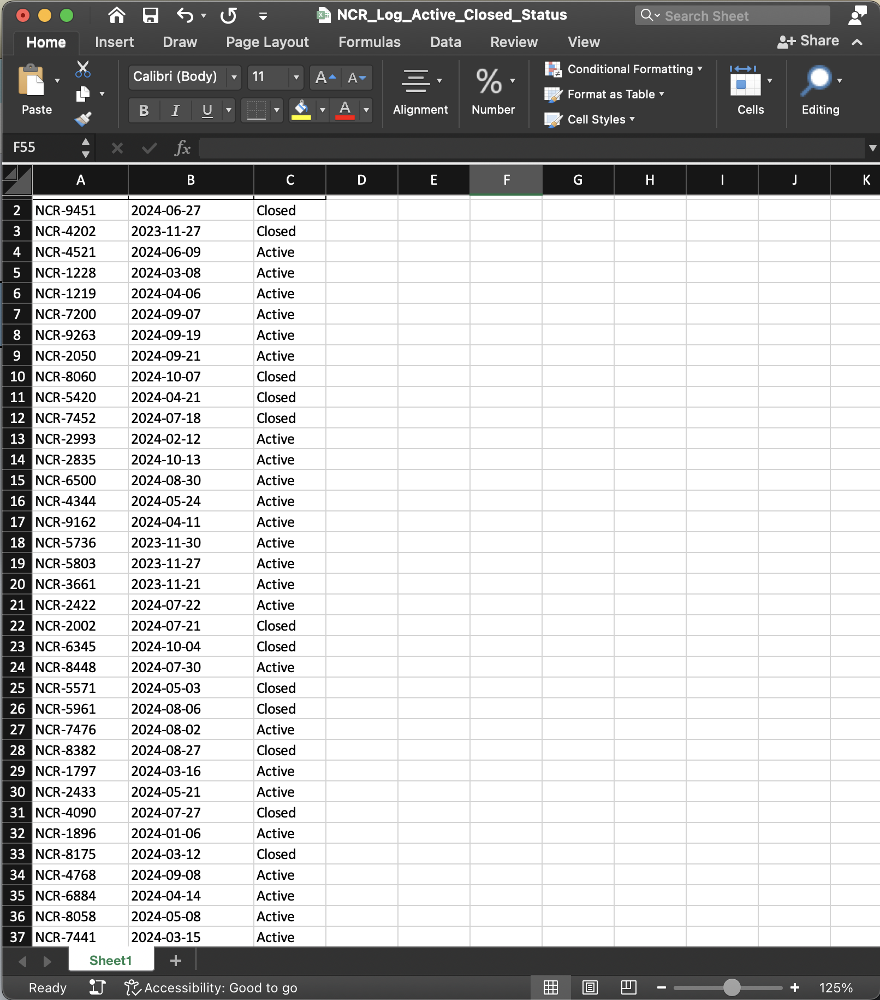 NCR_Log_Active_Closed_Status
Search Sheet
Home Insert Draw Page Layout Formulas Data Review View Share
Paste
Calibri (Body) 11 A A
B I U A
Alignment
%
Number
Conditional Formatting
Format as Table
Cell Styles
Cells
Editing
F55 fx
A B C D E F G H I J K
2 NCR-9451 2024-06-27 Closed
3 NCR-4202 2023-11-27 Closed
4 NCR-4521 2024-06-09 Active
5 NCR-1228 2024-03-08 Active
6 NCR-1219 2024-04-06 Active
7 NCR-7200 2024-09-07 Active
8 NCR-9263 2024-09-19 Active
9 NCR-2050 2024-09-21 Active
10 NCR-8060 2024-10-07 Closed
11 NCR-5420 2024-04-21 Closed
12 NCR-7452 2024-07-18 Closed
13 NCR-2993 2024-02-12 Active
14 NCR-2835 2024-10-13 Active
15 NCR-6500 2024-08-30 Active
16 NCR-4344 2024-05-24 Active
17 NCR-9162 2024-04-11 Active
18 NCR-5736 2023-11-30 Active
19 NCR-5803 2023-11-27 Active
20 NCR-3661 2023-11-21 Active
21 NCR-2422 2024-07-22 Active
22 NCR-2002 2024-07-21 Closed
23 NCR-6345 2024-10-04 Closed
24 NCR-8448 2024-07-30 Active
25 NCR-5571 2024-05-03 Closed
26 NCR-5961 2024-08-06 Closed
27 NCR-7476 2024-08-02 Active
28 NCR-8382 2024-08-27 Closed
29 NCR-1797 2024-03-16 Active
30 NCR-2433 2024-05-21 Active
31 NCR-4090 2024-07-27 Closed
32 NCR-1896 2024-01-06 Active
33 NCR-8175 2024-03-12 Closed
34 NCR-4768 2024-09-08 Active
35 NCR-6884 2024-04-14 Active
36 NCR-8058 2024-05-08 Active
37 NCR-7441 2024-03-15 Active
Sheet1 +
Ready Accessibility: Good to go 125%